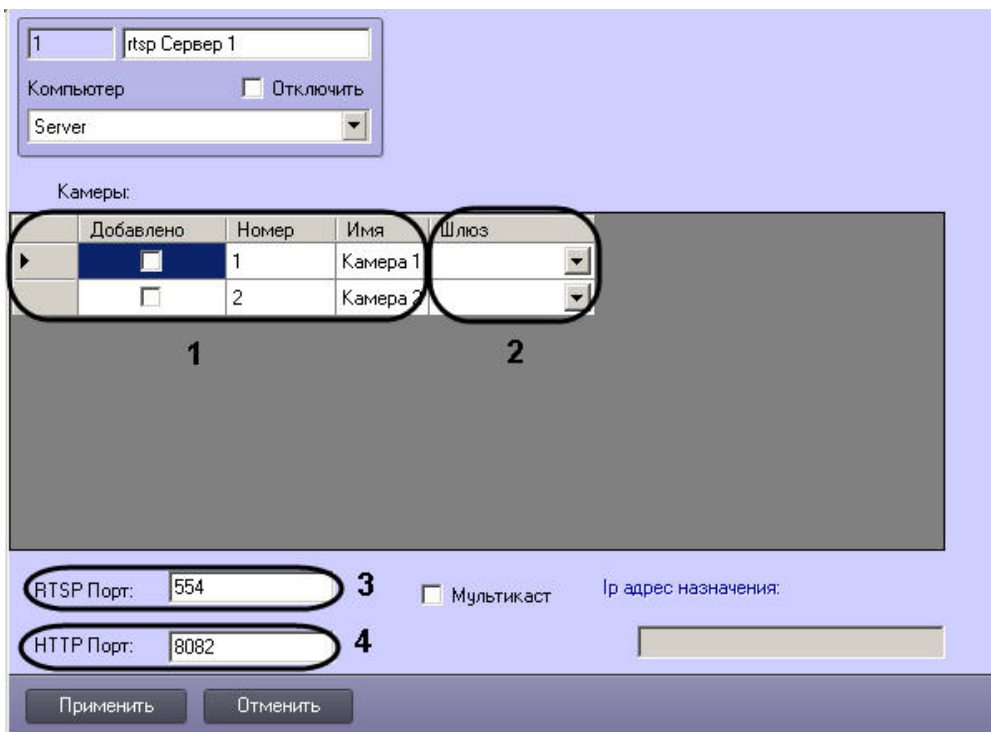 1 rtsp Сервер 1
Компьютер Отключить
Server
Камеры:
Добавлено Номер Имя Шлюз
1 Камера 1
2 Камера 2
1 2
RTSP Порт: 554 3 Мультикаст Ip адрес назначения:
HTTP Порт: 8082 4
Применить Отменить